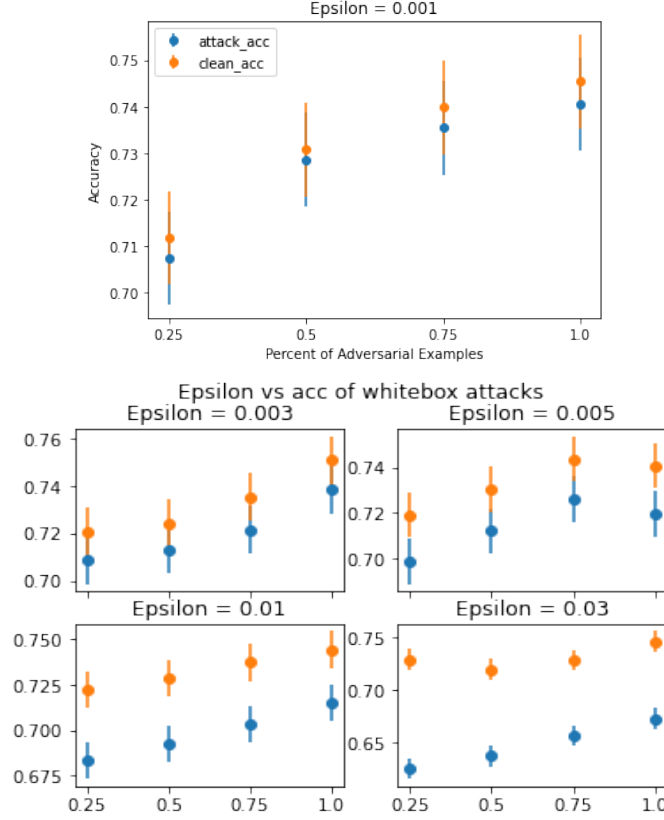 Epsilon = 0.001
attack_acc
clean_acc
0.75
0.74
0.73
0.72
0.71
0.70
Accuracy
0.25 0.5 0.75 1.0
Percent of Adversarial Examples
Epsilon vs acc of whitebox attacks
Epsilon = 0.003
0.76
0.74
0.72
0.70
Epsilon = 0.005
0.74
0.72
0.70
Epsilon = 0.01
0.750
0.725
0.700
0.675
0.25 0.5 0.75 1.0
Epsilon = 0.03
0.75
0.70
0.65
0.25 0.5 0.75 1.0